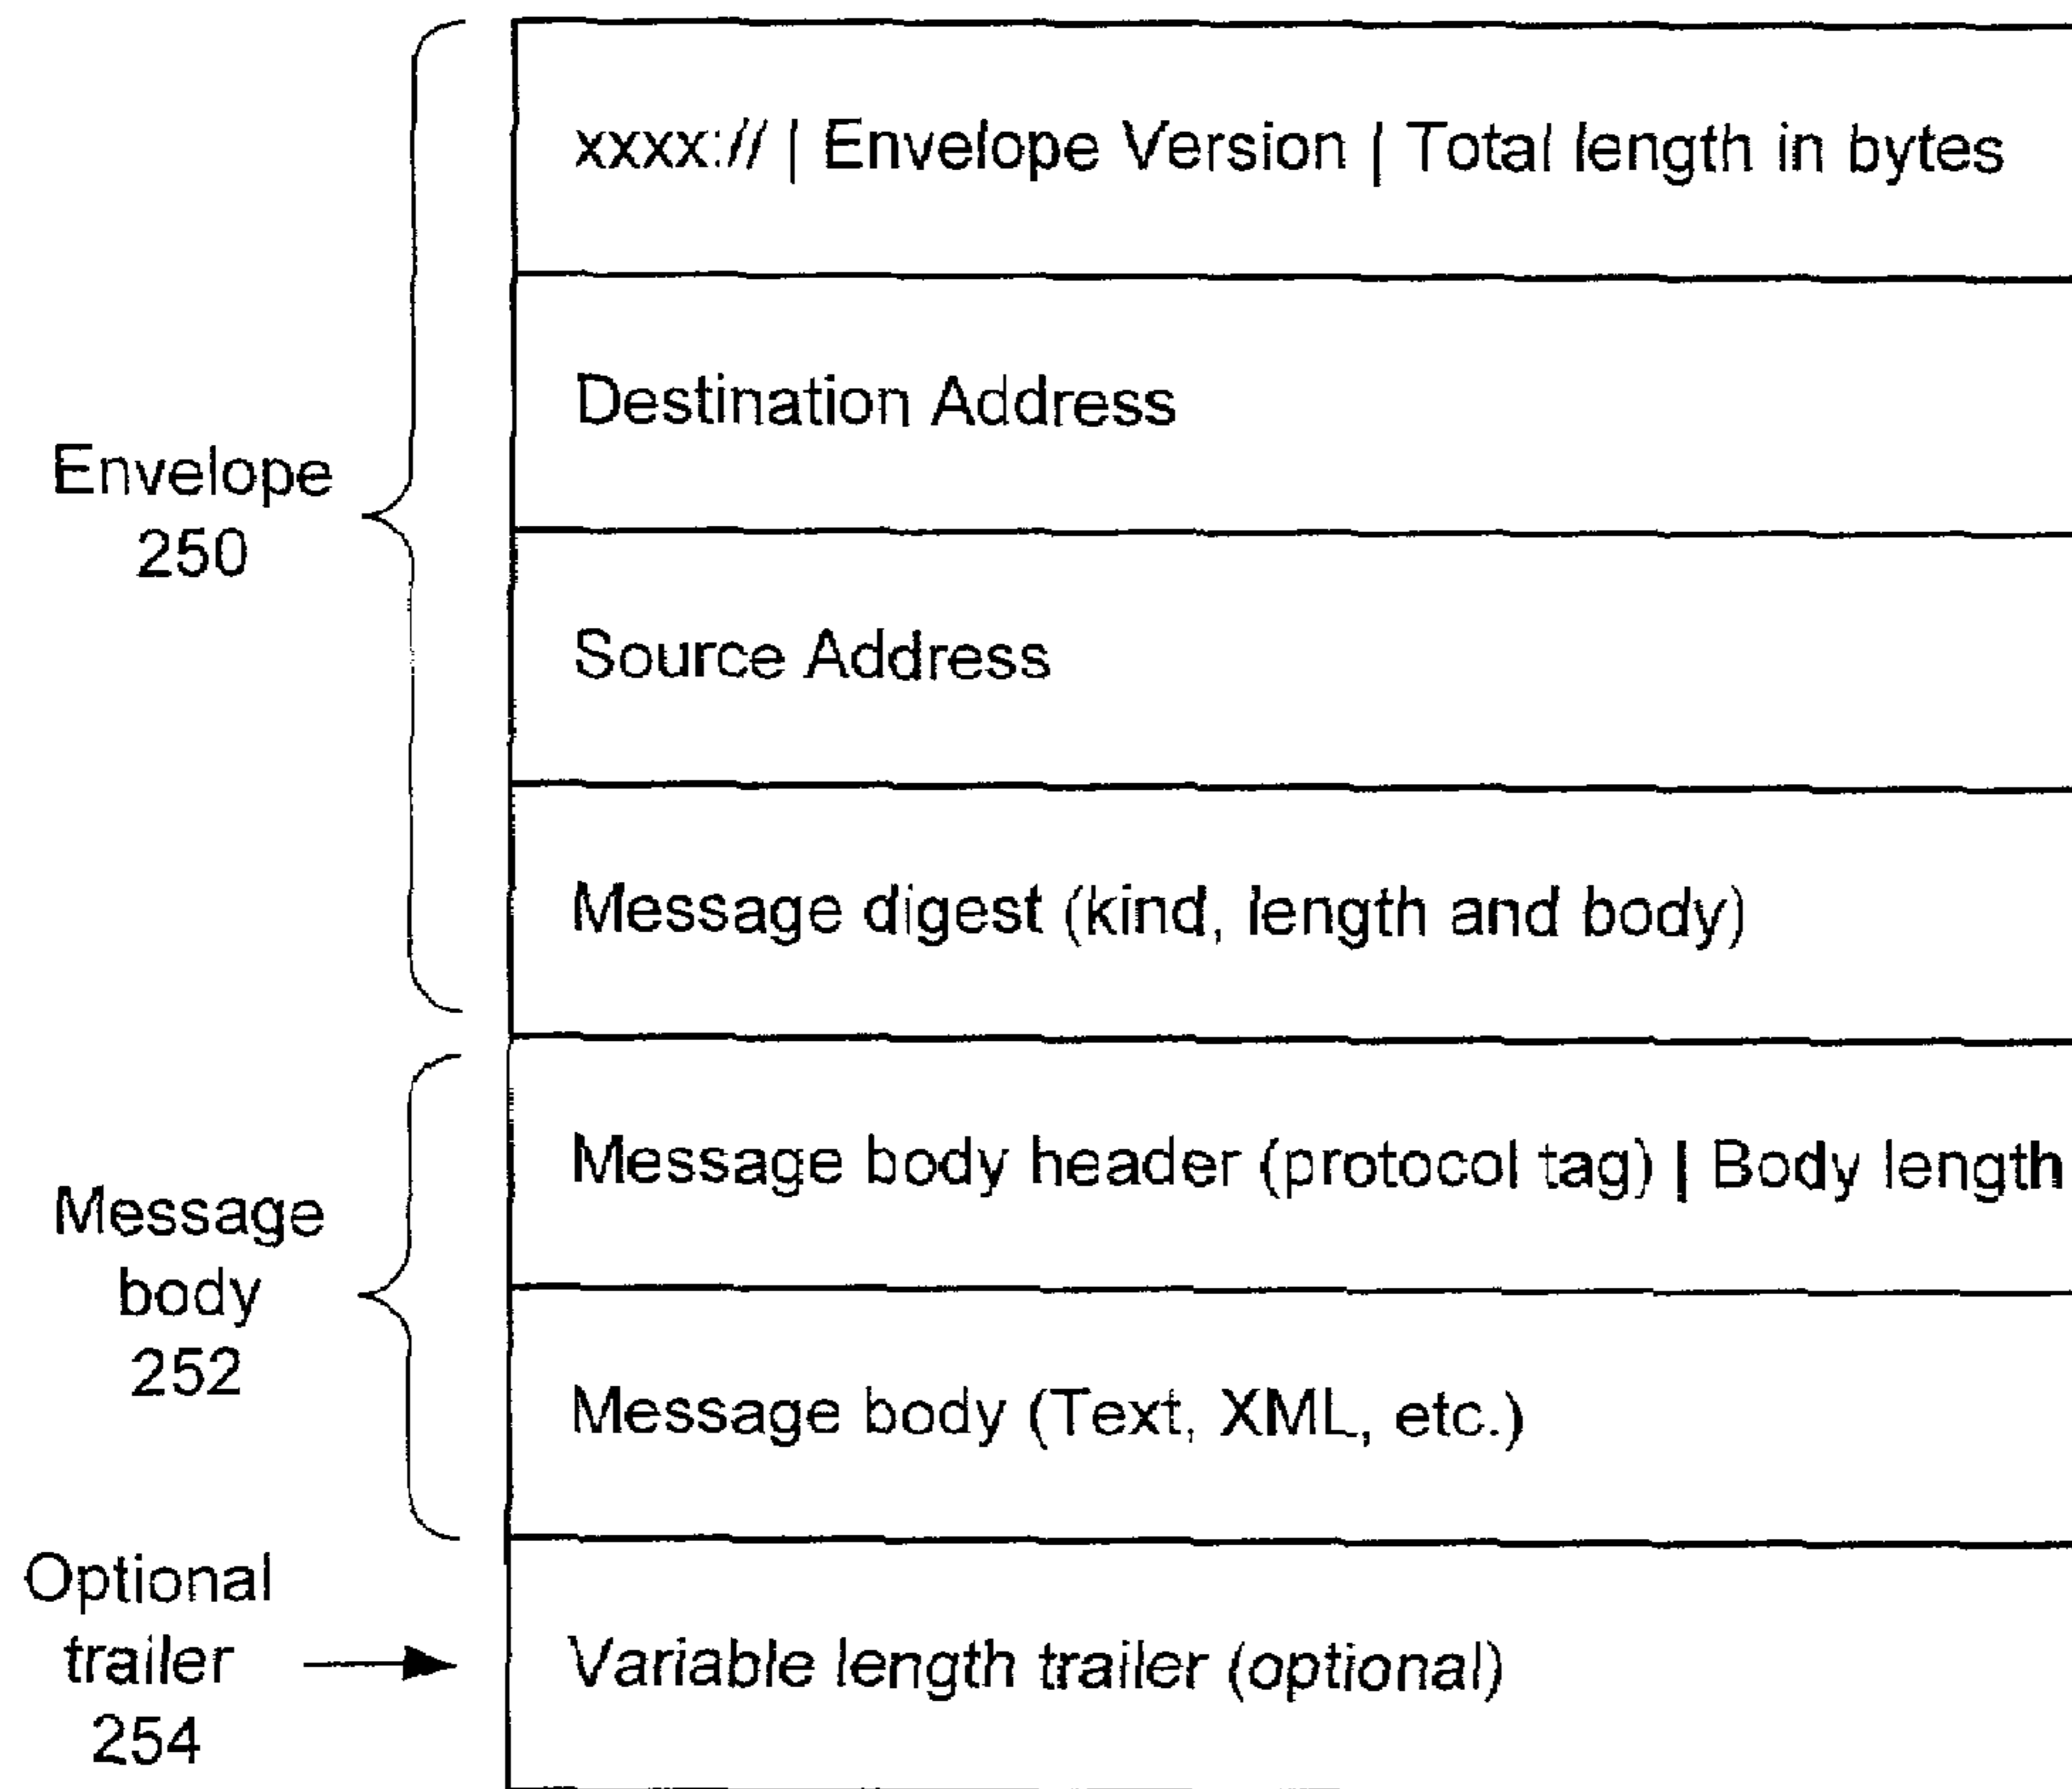 xxxx:// | Envelope Version | Total length in bytes
Destination Address
Envelope
250
Source Address
Message digest (kind, length and body)
Message body header (protocol tag) | Body length
Message
body
252
Message body (Text, XML, etc.)
Optional
trailer
254
Variable length trailer (optional)